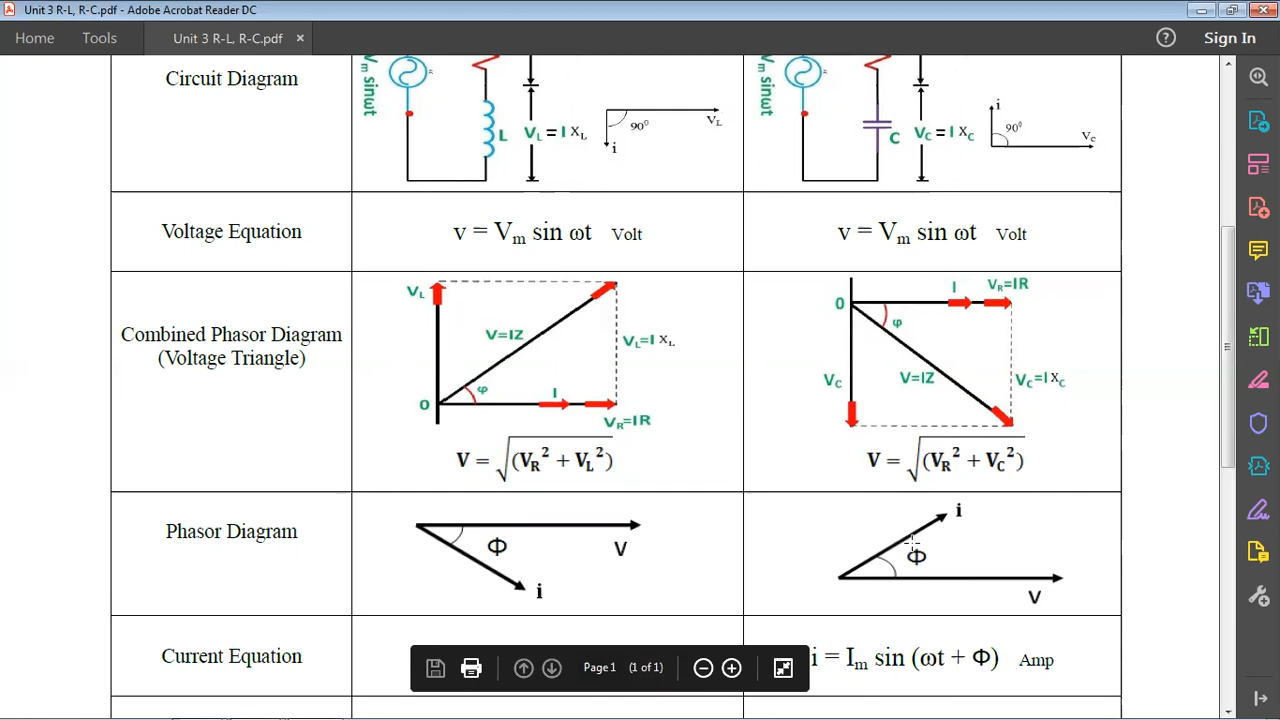 Unit 3 R-L, R-C.pdf - Adobe Acrobat Reader DC
Home Tools Unit 3 R-L, R-C.pdf × Sign In
Circuit Diagram
Vm sinωt
L
VL = I XL
90⁰
VL
i
Vm sinωt
C
VC = I XC
i
90⁰
Vc
Voltage Equation
v = Vm sin ωt Volt
v = Vm sin ωt Volt
Combined Phasor Diagram
(Voltage Triangle)
VL
V=IZ
VL=I XL
φ
I
0
VR=IR
V = √(VR² + VL²)
I
VR=IR
0
φ
VC
V=IZ
VC=I XC
V = √(VR² + VC²)
Phasor Diagram
Φ
V
i
i
Φ
V
Current Equation
i = Im sin (ωt + Φ) Amp
Page 1 (1 of 1)